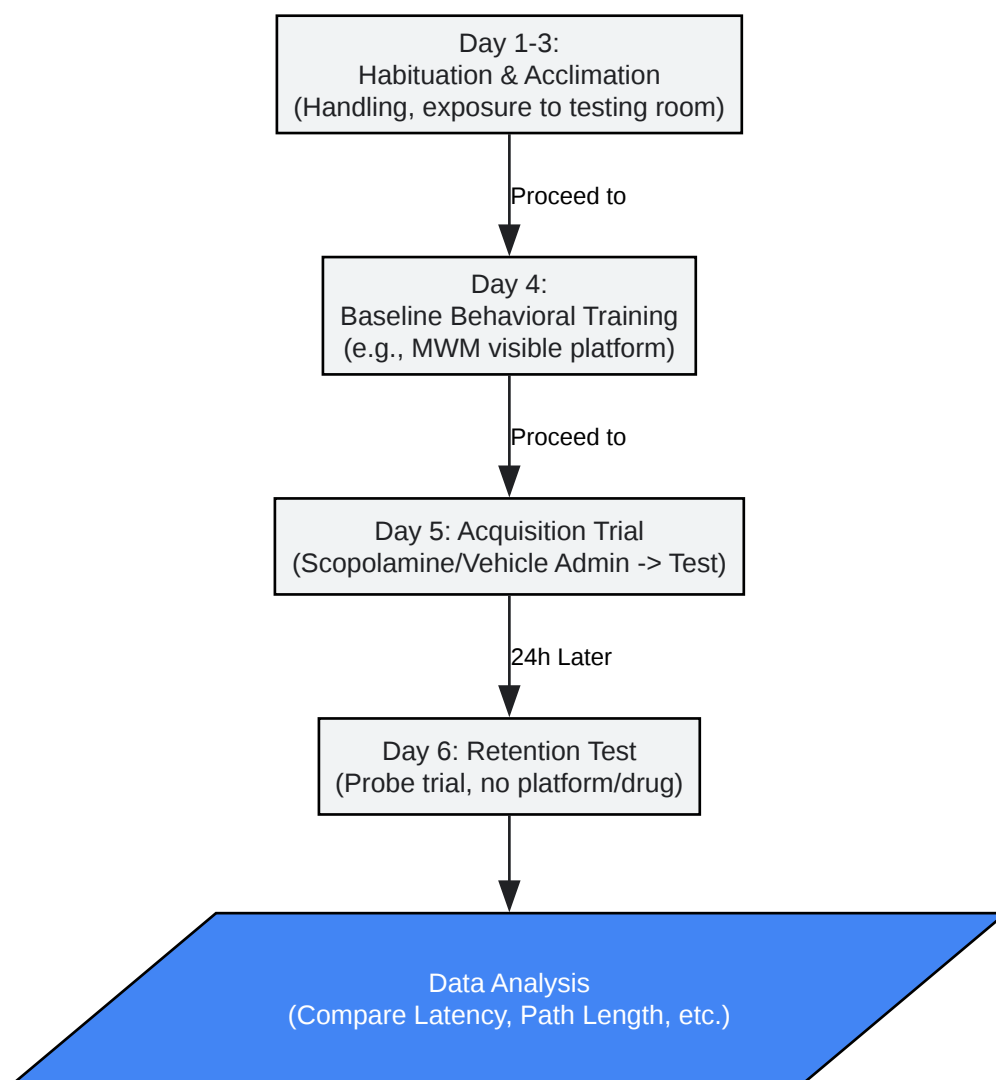 Day 1-3:
Habituation & Acclimation
(Handling, exposure to testing room)
Proceed to
Day 4:
Baseline Behavioral Training
(e.g., MWM visible platform)
Proceed to
Day 5: Acquisition Trial
(Scopolamine/Vehicle Admin -> Test)
24h Later
Day 6: Retention Test
(Probe trial, no platform/drug)
Data Analysis
(Compare Latency, Path Length, etc.)